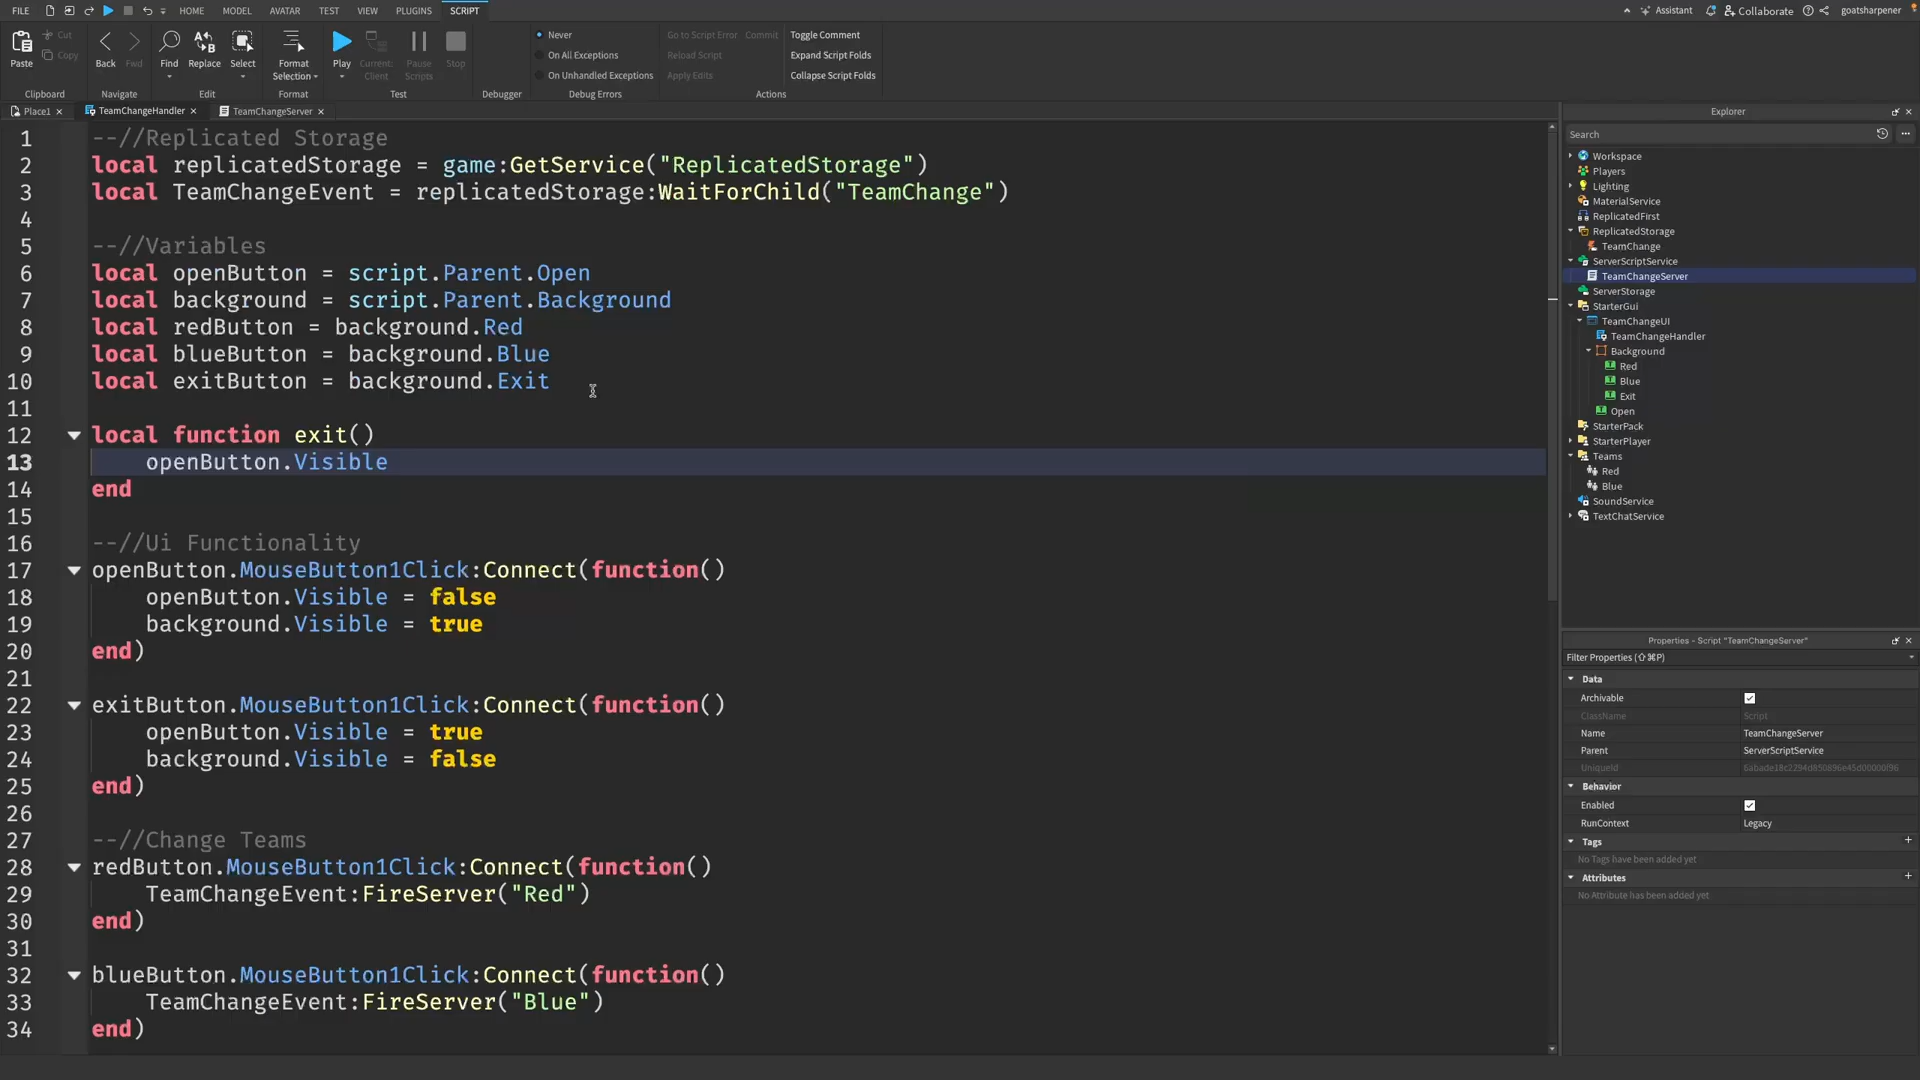 FILE HOME MODEL AVATAR TEST VIEW PLUGINS SCRIPT Assistant Collaborate goatsharpener
Paste Cut Copy Back Fwd Find Replace Select Format Selection Play Current: Client Pause Scripts Stop
Never
On All Exceptions
On Unhandled Exceptions
Go to Script Error Commit
Reload Script
Apply Edits
Toggle Comment
Expand Script Folds
Collapse Script Folds
Clipboard Navigate Edit Format Test Debugger Debug Errors Actions
Place1 TeamChangeHandler TeamChangeServer
1 --//Replicated Storage
2 local replicatedStorage = game:GetService("ReplicatedStorage")
3 local TeamChangeEvent = replicatedStorage:WaitForChild("TeamChange")
4
5 --//Variables
6 local openButton = script.Parent.Open
7 local background = script.Parent.Background
8 local redButton = background.Red
9 local blueButton = background.Blue
10 local exitButton = background.Exit
11
12 local function exit()
13 openButton.Visible
14 end
15
16 --//Ui Functionality
17 openButton.MouseButton1Click:Connect(function()
18 openButton.Visible = false
19 background.Visible = true
20 end)
21
22 exitButton.MouseButton1Click:Connect(function()
23 openButton.Visible = true
24 background.Visible = false
25 end)
26
27 --//Change Teams
28 redButton.MouseButton1Click:Connect(function()
29 TeamChangeEvent:FireServer("Red")
30 end)
31
32 blueButton.MouseButton1Click:Connect(function()
33 TeamChangeEvent:FireServer("Blue")
34 end)
Explorer
Search
Workspace
Players
Lighting
MaterialService
ReplicatedFirst
ReplicatedStorage
TeamChange
ServerScriptService
TeamChangeServer
ServerStorage
StarterGui
TeamChangeUI
TeamChangeHandler
Background
Red
Blue
Exit
Open
StarterPack
StarterPlayer
Teams
Red
Blue
SoundService
TextChatService
Properties - Script "TeamChangeServer"
Filter Properties (⇧⌘P)
Data
Archivable
ClassName Script
Name TeamChangeServer
Parent ServerScriptService
UniqueId
Behavior
Enabled
RunContext Legacy
Tags
No Tags have been added yet
Attributes
No Attribute has been added yet